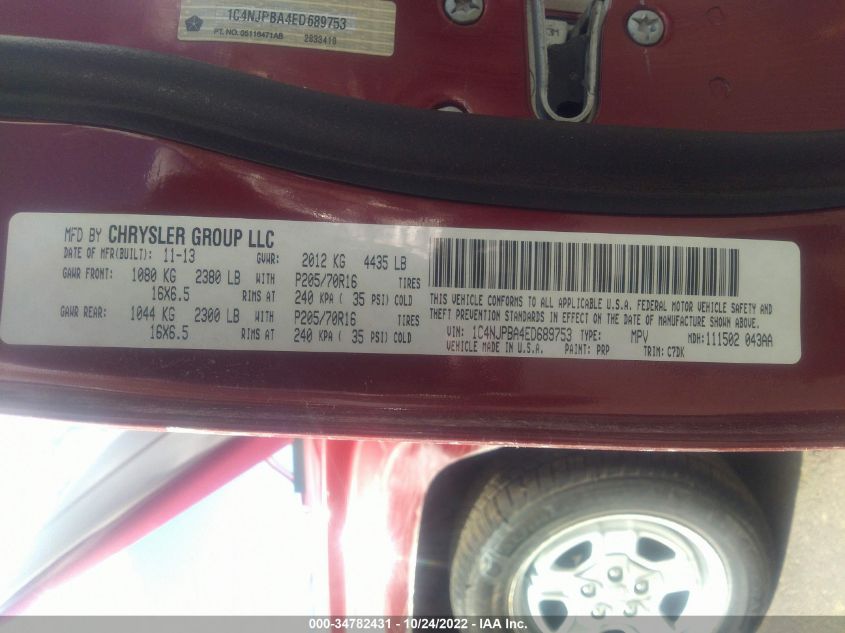 1C4NJPBA4ED689753
PT. NO. 05116471AB 2833410
MFD BY CHRYSLER GROUP LLC
DATE OF MFR(BUILT): 11-13 GVWR: 2012 KG 4435 LB
GAWR FRONT: 1080 KG 2380 LB WITH P205/70R16 TIRES
16X6.5 RIMS AT 240 KPA ( 35 PSI) COLD
GAWR REAR: 1044 KG 2300 LB WITH P205/70R16 TIRES
16X6.5 RIMS AT 240 KPA ( 35 PSI) COLD
THIS VEHICLE CONFORMS TO ALL APPLICABLE U.S.A. FEDERAL MOTOR VEHICLE SAFETY AND
THEFT PREVENTION STANDARDS IN EFFECT ON THE DATE OF MANUFACTURE SHOWN ABOVE.
VIN: 1C4NJPBA4ED689753 TYPE: MPV MDH:111502 043AA
VEHICLE MADE IN U.S.A. PAINT: PRP TRIM: C7DK
000-34782431 - 10/24/2022 - IAA Inc.